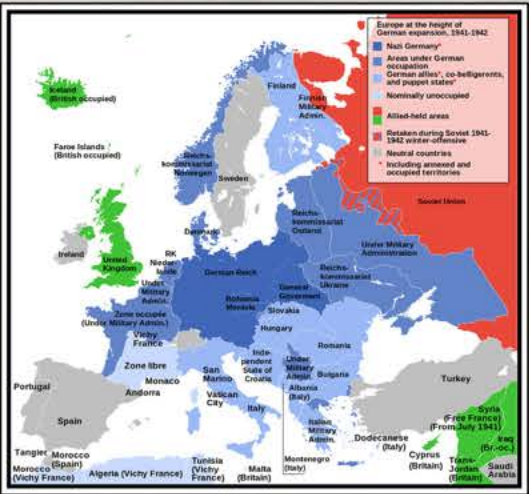 Europe at the height of
German expansion, 1941-1942
Nazi Germany*
Areas under German
occupation
German allies*, co-belligerents,
and puppet states*
Nominally unoccupied
Allied-held areas
Retaken during Soviet 1941-
1942 winter-offensive
Neutral countries
* Including annexed and
occupied territories
(British occupied)
Faroe Islands
(British occupied)
Finland
Finnish
Military
Admin.
Reichs-
kommissariat
Norwegen
Sweden
Soviet Union
Reichs-
kommissariat
Ostland
Denmark
Ireland
United
Kingdom
RK
Nieder-
lande
German Reich
Under Military
Administration
Under
Military
Admin.
Reichs-
kommissariat
Ukraine
General
Government
Bohemia
Moravia
Zone occupée
(Under Military Admin.)
Slovakia
Vichy
France
Hungary
Zone libre
Romania
Inde-
pendent
State of
Croatia
Under
Military
Admin.
Bulgaria
Monaco
San
Marino
Andorra
Portugal
Spain
Vatican
City
Italy
Albania
(Italy)
Turkey
Italian
Military
Admin.
Syria
(Free France)
(From July 1941)
Dodecanese
(Italy)
Iraq
(Br.-oc.)
Tangier
Morocco
(Spain)
Morocco
(Vichy France)
Algeria (Vichy France)
Tunisia
(Vichy
France)
Malta
(Britain)
Montenegro
(Italy)
Cyprus
(Britain)
Trans-
Jordan
(Britain)
Saudi
Arabia